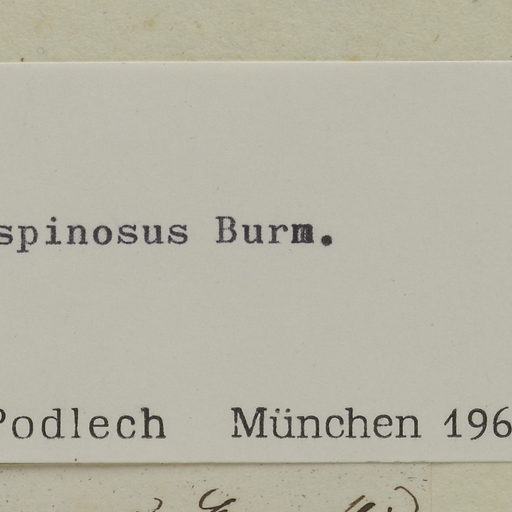 spinosus Burm.
Podlech München 196